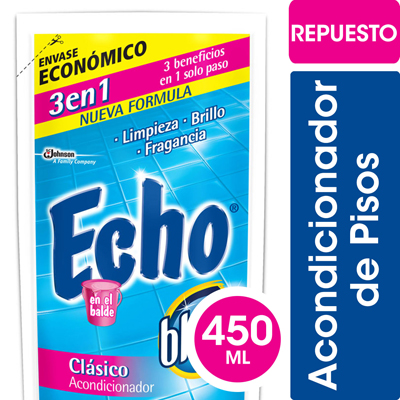 ENVASE
ECONÓMICO
3 beneficios
en 1 solo paso
3en1
NUEVA FORMULA
· Limpieza · Brillo
· Fragancia
SC Johnson
A Family Company
Echo®
en el
balde
450
ML
Clásico
Acondicionador
REPUESTO
Acondicionador
de Pisos